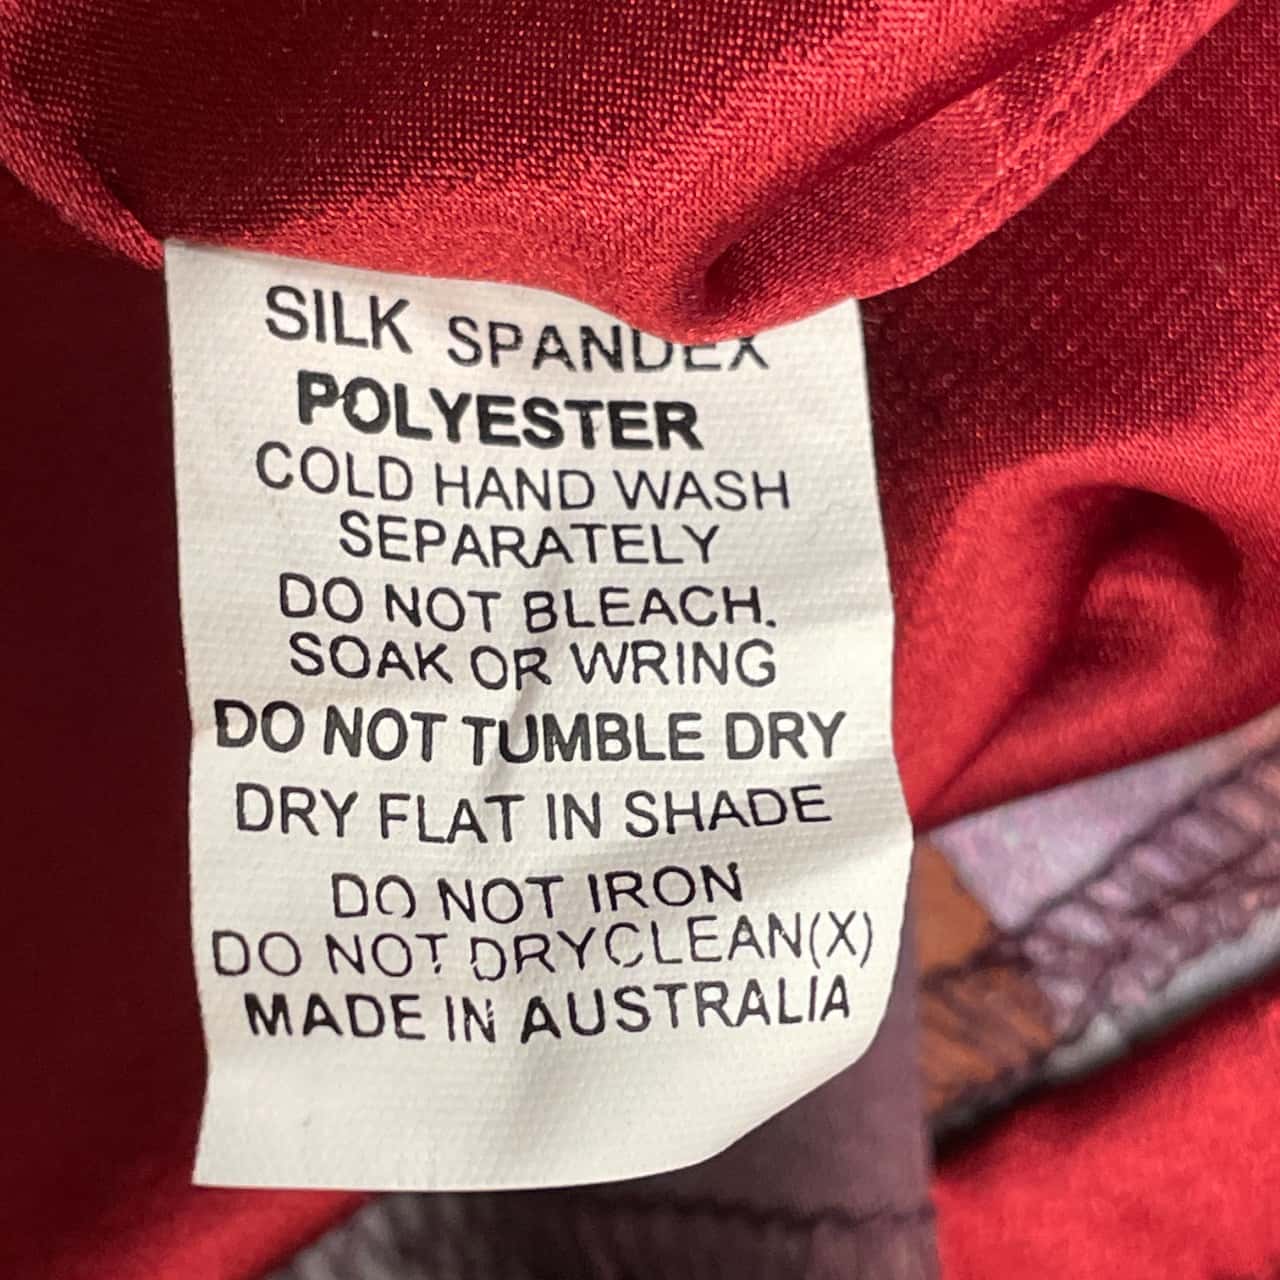 SILK SPANDEX
POLYESTER
COLD HAND WASH
SEPARATELY
DO NOT BLEACH.
SOAK OR WRING
DO NOT TUMBLE DRY
DRY FLAT IN SHADE
DO NOT IRON
DO NOT DRYCLEAN(X)
MADE IN AUSTRALIA